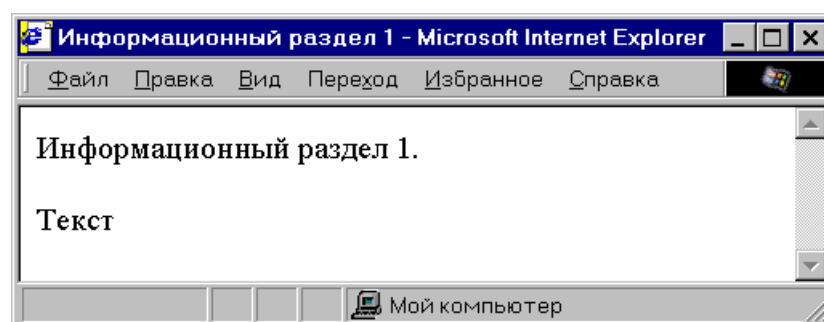 Информационный раздел 1 - Microsoft Internet Explorer
Файл Правка Вид Переход Избранное Справка
Информационный раздел 1.
Текст
Мой компьютер